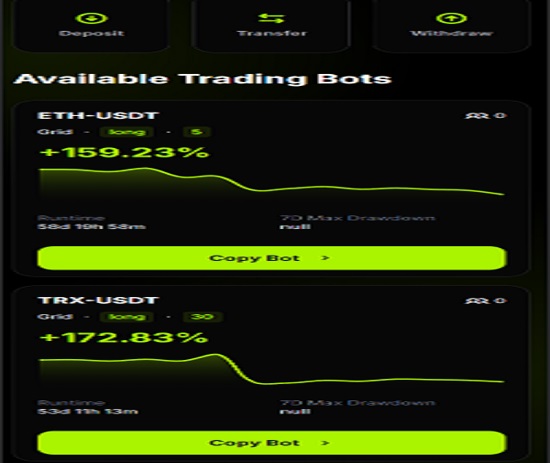 Deposit
Transfer
Withdraw
Available Trading Bots
ETH-USDT
0
Grid - long · 5
+159.23%
Runtime
7D Max Drawdown
58d 19h 58m
null
Copy Bot >
TRX-USDT
0
Grid - long · 30
+172.83%
Runtime
7D Max Drawdown
53d 11h 13m
null
Copy Bot >